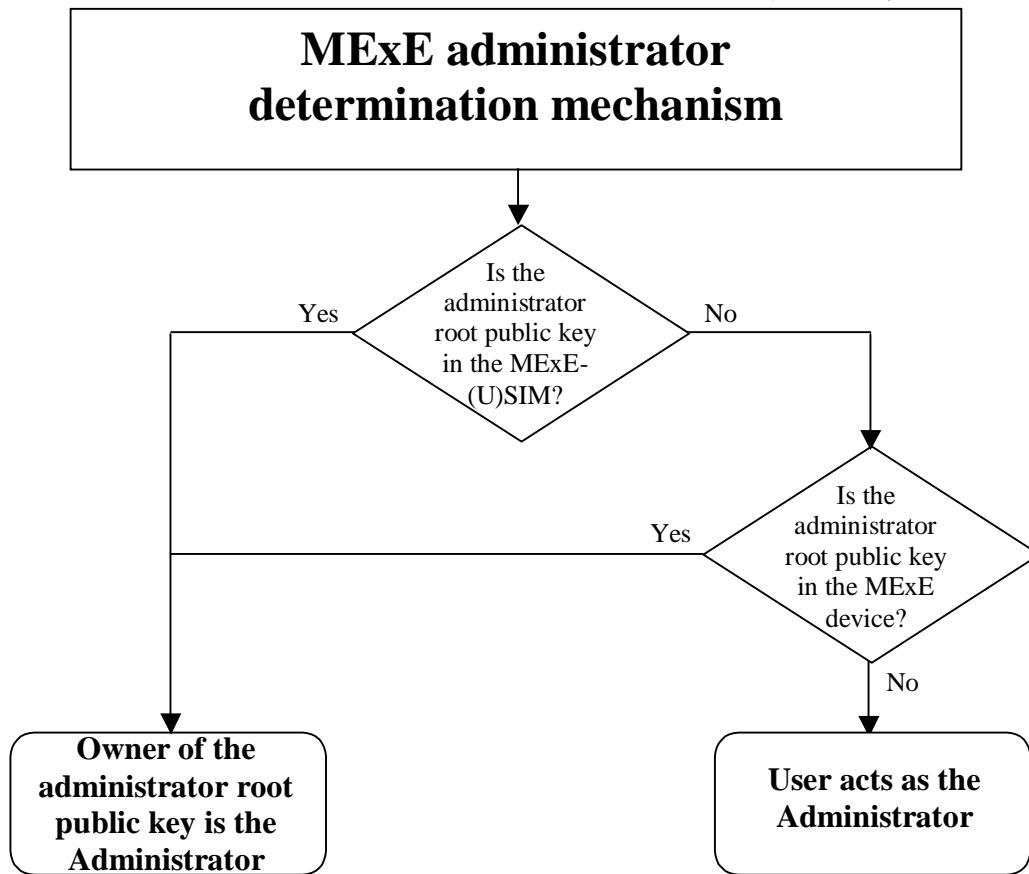 MExE administrator
determination mechanism
Is the
administrator
root public key
in the MExE-
(U)SIM?
Yes
No
Is the
administrator
root public key
in the MExE
device?
Yes
No
Owner of the
administrator root
public key is the
Administrator
User acts as the
Administrator